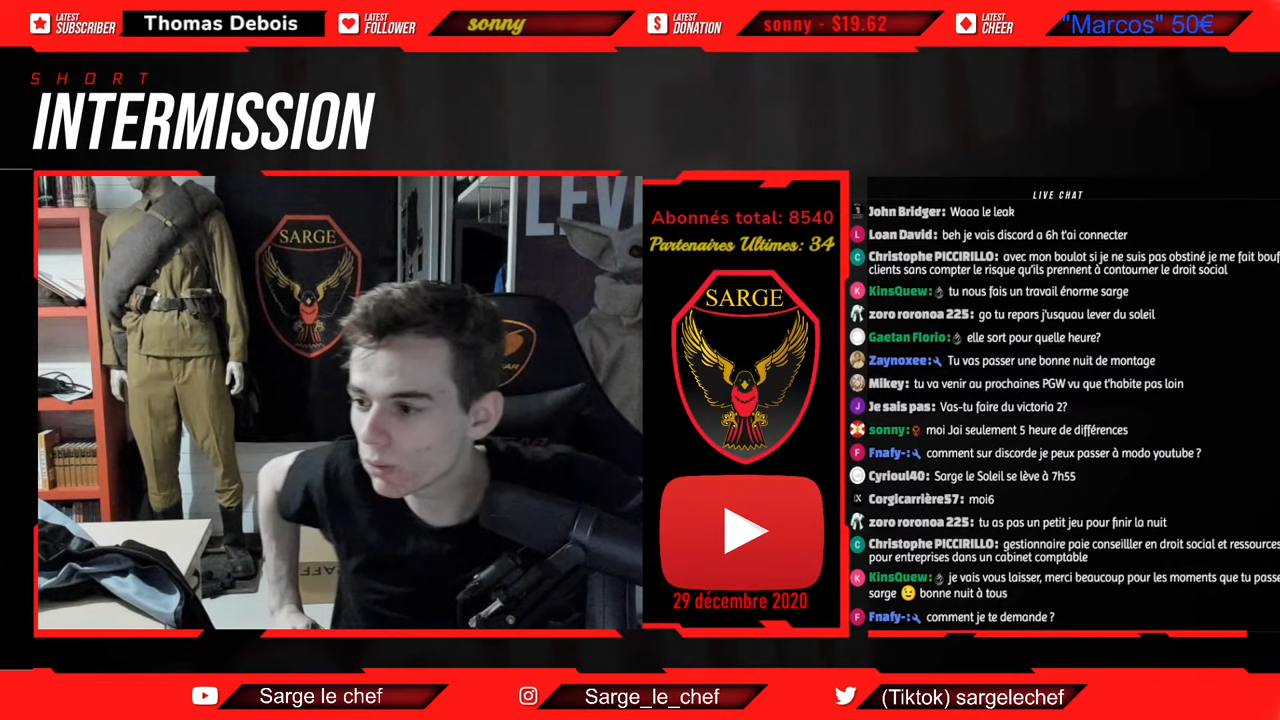 LATEST
SUBSCRIBER
Thomas Debois
LATEST
FOLLOWER
sonny
LATEST
DONATION
sonny - $19.62
LATEST
CHEER
"Marcos" 50€
SHORT
INTERMISSION
SARGE
LEV
Abonnés total: 8540
Partenaires Ultimes: 34
SARGE
29 décembre 2020
LIVE CHAT
John Bridger: Waaa le leak
Loan David: beh je vais discord a 6h t'ai connecter
Christophe PICCIRILLO: avec mon boulot si je ne suis pas obstiné je me fait bouf
clients sans compter le risque qu'ils prennent à contourner le droit social
KinsQuew: tu nous fais un travail énorme sarge
zoro roronoa 225: go tu repars j'usquau lever du soleil
Gaetan Florio: elle sort pour quelle heure?
Zaynoxee: Tu vas passer une bonne nuit de montage
Mikey: tu va venir au prochaines PGW vu que t'habite pas loin
Je sais pas: Vas-tu faire du victoria 2?
sonny: moi Jai seulement 5 heure de différences
Fnafy-: comment sur discorde je peux passer à modo youtube ?
Cyrioul40: Sarge le Soleil se lève à 7h55
Corgicarrière57: moi6
zoro roronoa 225: tu as pas un petit jeu pour finir la nuit
Christophe PICCIRILLO: gestionnaire paie conseilller en droit social et ressources
pour entreprises dans un cabinet comptable
KinsQuew: je vais vous laisser, merci beaucoup pour les moments que tu passe
sarge 😉 bonne nuit à tous
Fnafy-: comment je te demande ?
Sarge le chef
Sarge_le_chef
(Tiktok) sargelechef